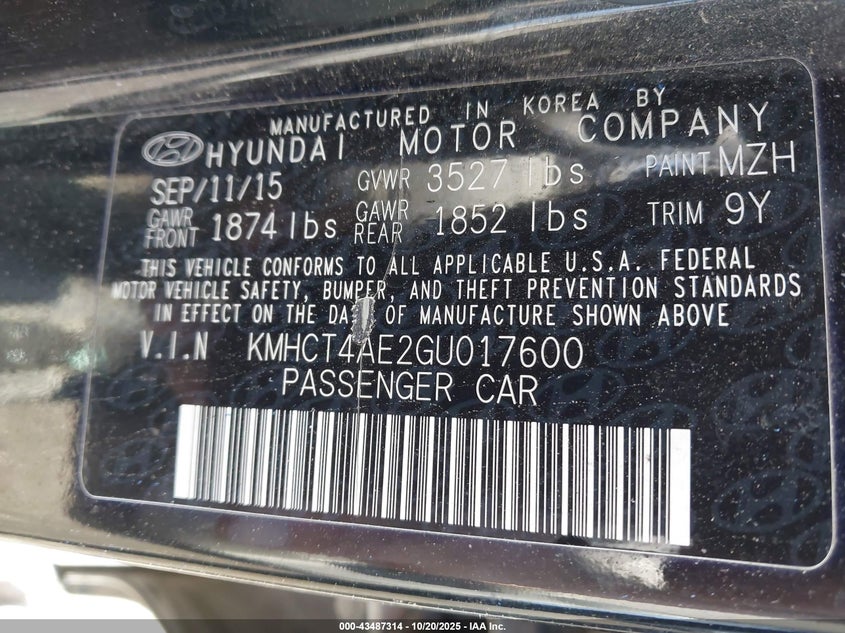 MANUFACTURED IN KOREA BY
HYUNDAI MOTOR COMPANY
SEP/11/15 GVWR 3527 lbs PAINT MZH
GAWR FRONT 1874 lbs GAWR REAR 1852 lbs TRIM 9Y
THIS VEHICLE CONFORMS TO ALL APPLICABLE U.S.A. FEDERAL
MOTOR VEHICLE SAFETY, BUMPER, AND THEFT PREVENTION STANDARDS
IN EFFECT ON THE DA OF MANUFACTURE SHOWN ABOVE
V.I.N KMHCT4AE2GU017600
PASSENGER CAR
000-43487314 | 10/20/2025 | IAA Inc.